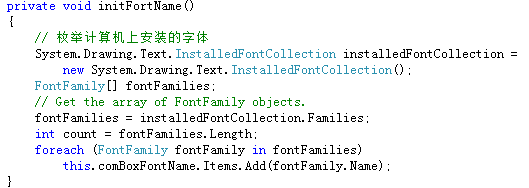 private void initFortName()
{
// 枚举计算机上安装的字体
System.Drawing.Text.InstalledFontCollection installedFontCollection =
new System.Drawing.Text.InstalledFontCollection();
FontFamily[] fontFamilies;
// Get the array of FontFamily objects.
fontFamilies = installedFontCollection.Families;
int count = fontFamilies.Length;
foreach (FontFamily fontFamily in fontFamilies)
this.comBoxFontName.Items.Add(fontFamily.Name);
}